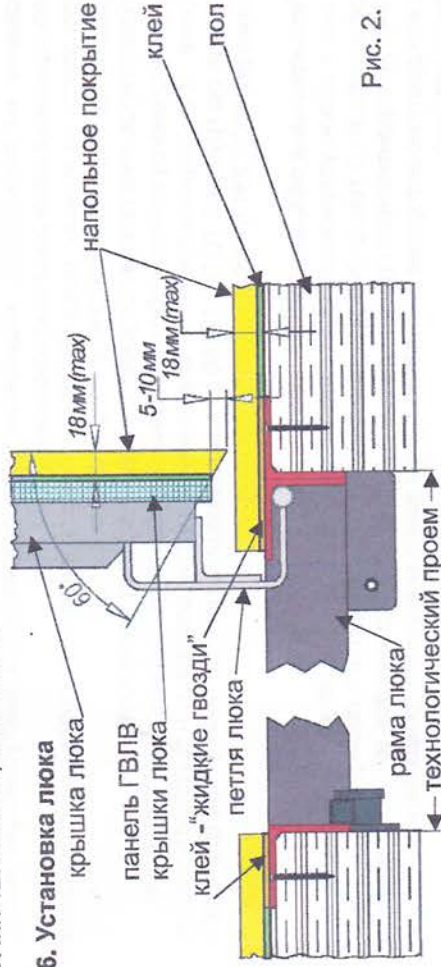 6. Установка люка
крышка люка
панель ГВЛВ
крышки люка
клей -"жидкие гвозди"
петля люка
рама люка
технологический проем
60°
18мм(max)
5-10мм
18мм(max)
напольное покрытие
клей
пол
Рис. 2.